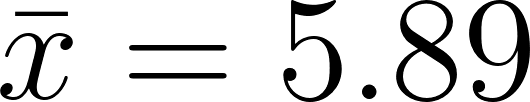 x̄ = 5.89